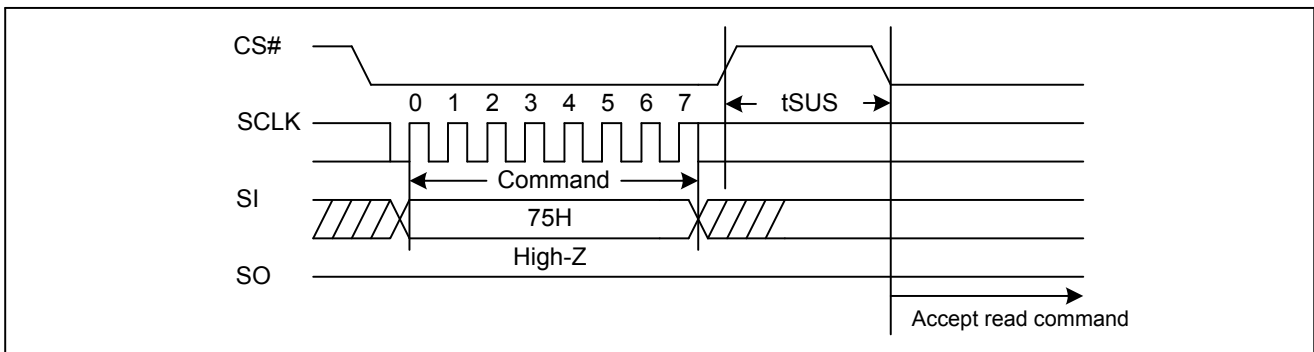 CS#
tSUS
0 1 2 3 4 5 6 7
SCLK
Command
SI
75H
High-Z
SO
Accept read command